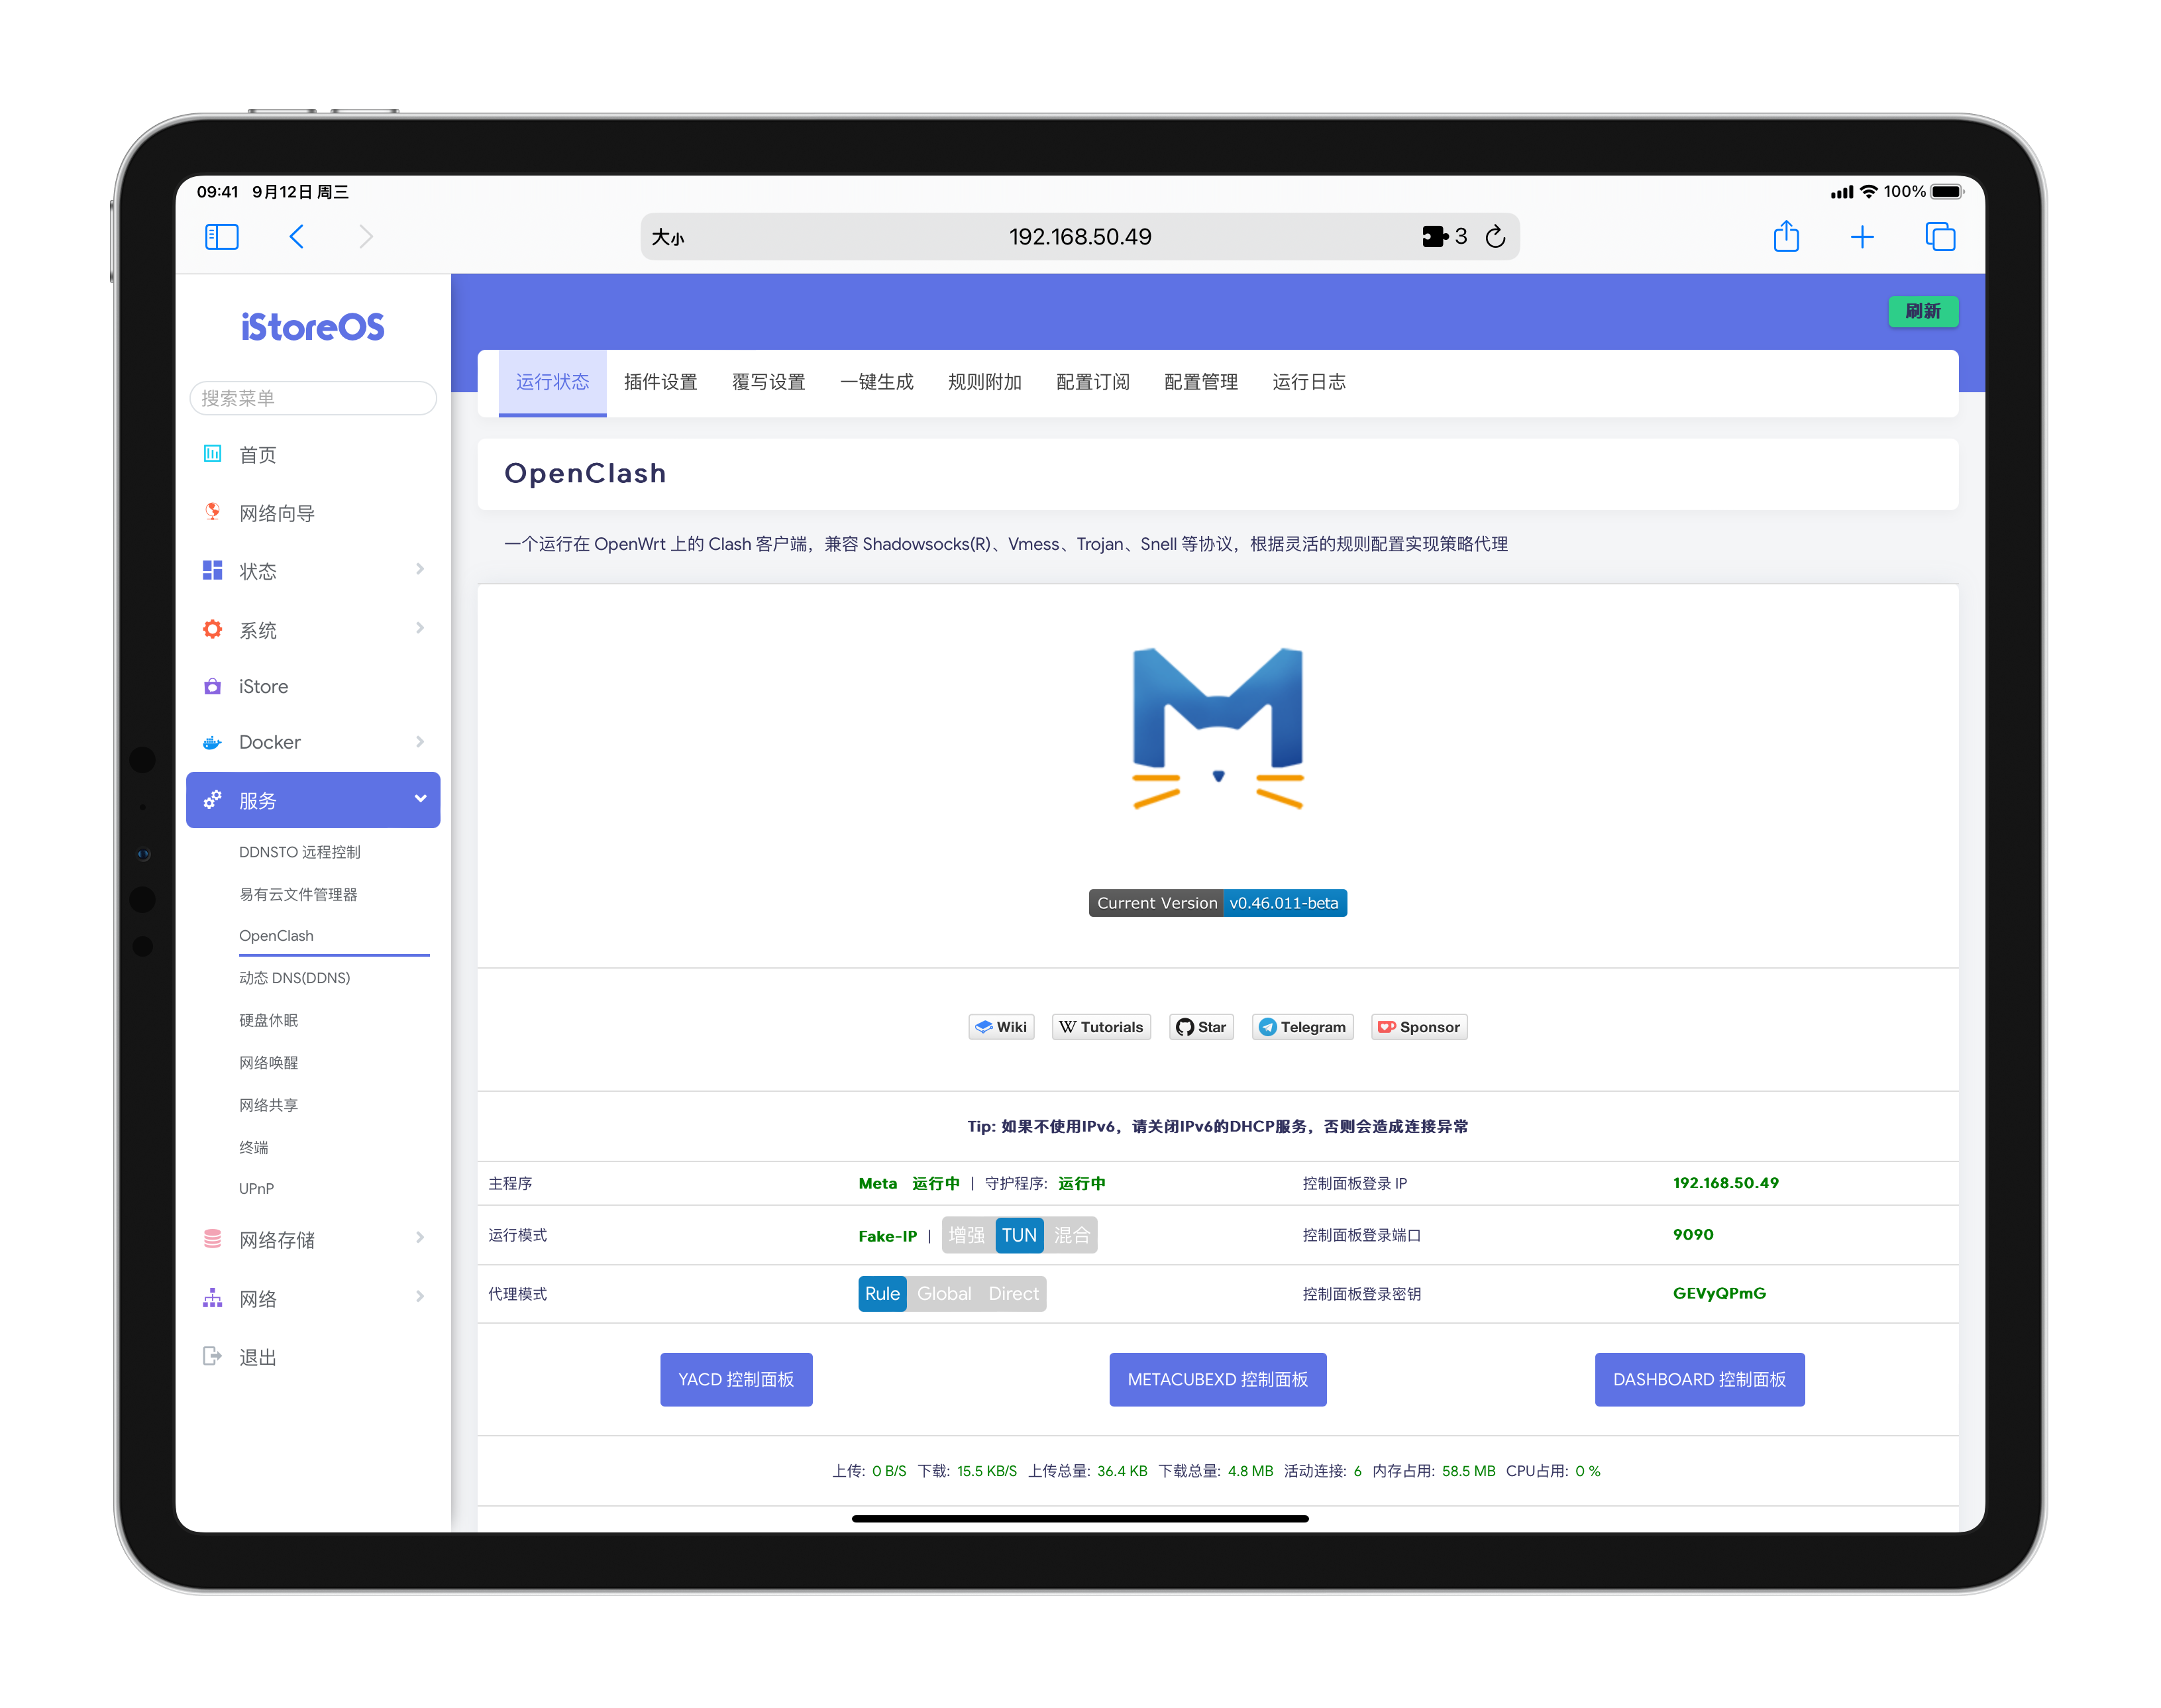 09:41 9月12日 周三
100%
大小 192.168.50.49 3
iStoreOS
搜索菜单
首页
网络向导
状态
系统
iStore
Docker
服务
DDNSTO 远程控制
易有云文件管理器
OpenClash
动态 DNS(DDNS)
硬盘休眠
网络唤醒
网络共享
终端
UPnP
网络存储
网络
退出
刷新
运行状态 插件设置 覆写设置 一键生成 规则附加 配置订阅 配置管理 运行日志
OpenClash
一个运行在 OpenWrt 上的 Clash 客户端，兼容 Shadowsocks(R)、Vmess、Trojan、Snell 等协议，根据灵活的规则配置实现策略代理
Current Version v0.46.011-beta
Wiki Tutorials Star Telegram Sponsor
Tip: 如果不使用IPv6，请关闭IPv6的DHCP服务，否则会造成连接异常
主程序 Meta 运行中 | 守护程序: 运行中 控制面板登录 IP 192.168.50.49
运行模式 Fake-IP | 增强 TUN 混合 控制面板登录端口 9090
代理模式 Rule Global Direct 控制面板登录密钥 GEVyQPmG
YACD 控制面板 METACUBEXD 控制面板 DASHBOARD 控制面板
上传: 0 B/S 下载: 15.5 KB/S 上传总量: 36.4 KB 下载总量: 4.8 MB 活动连接: 6 内存占用: 58.5 MB CPU占用: 0 %